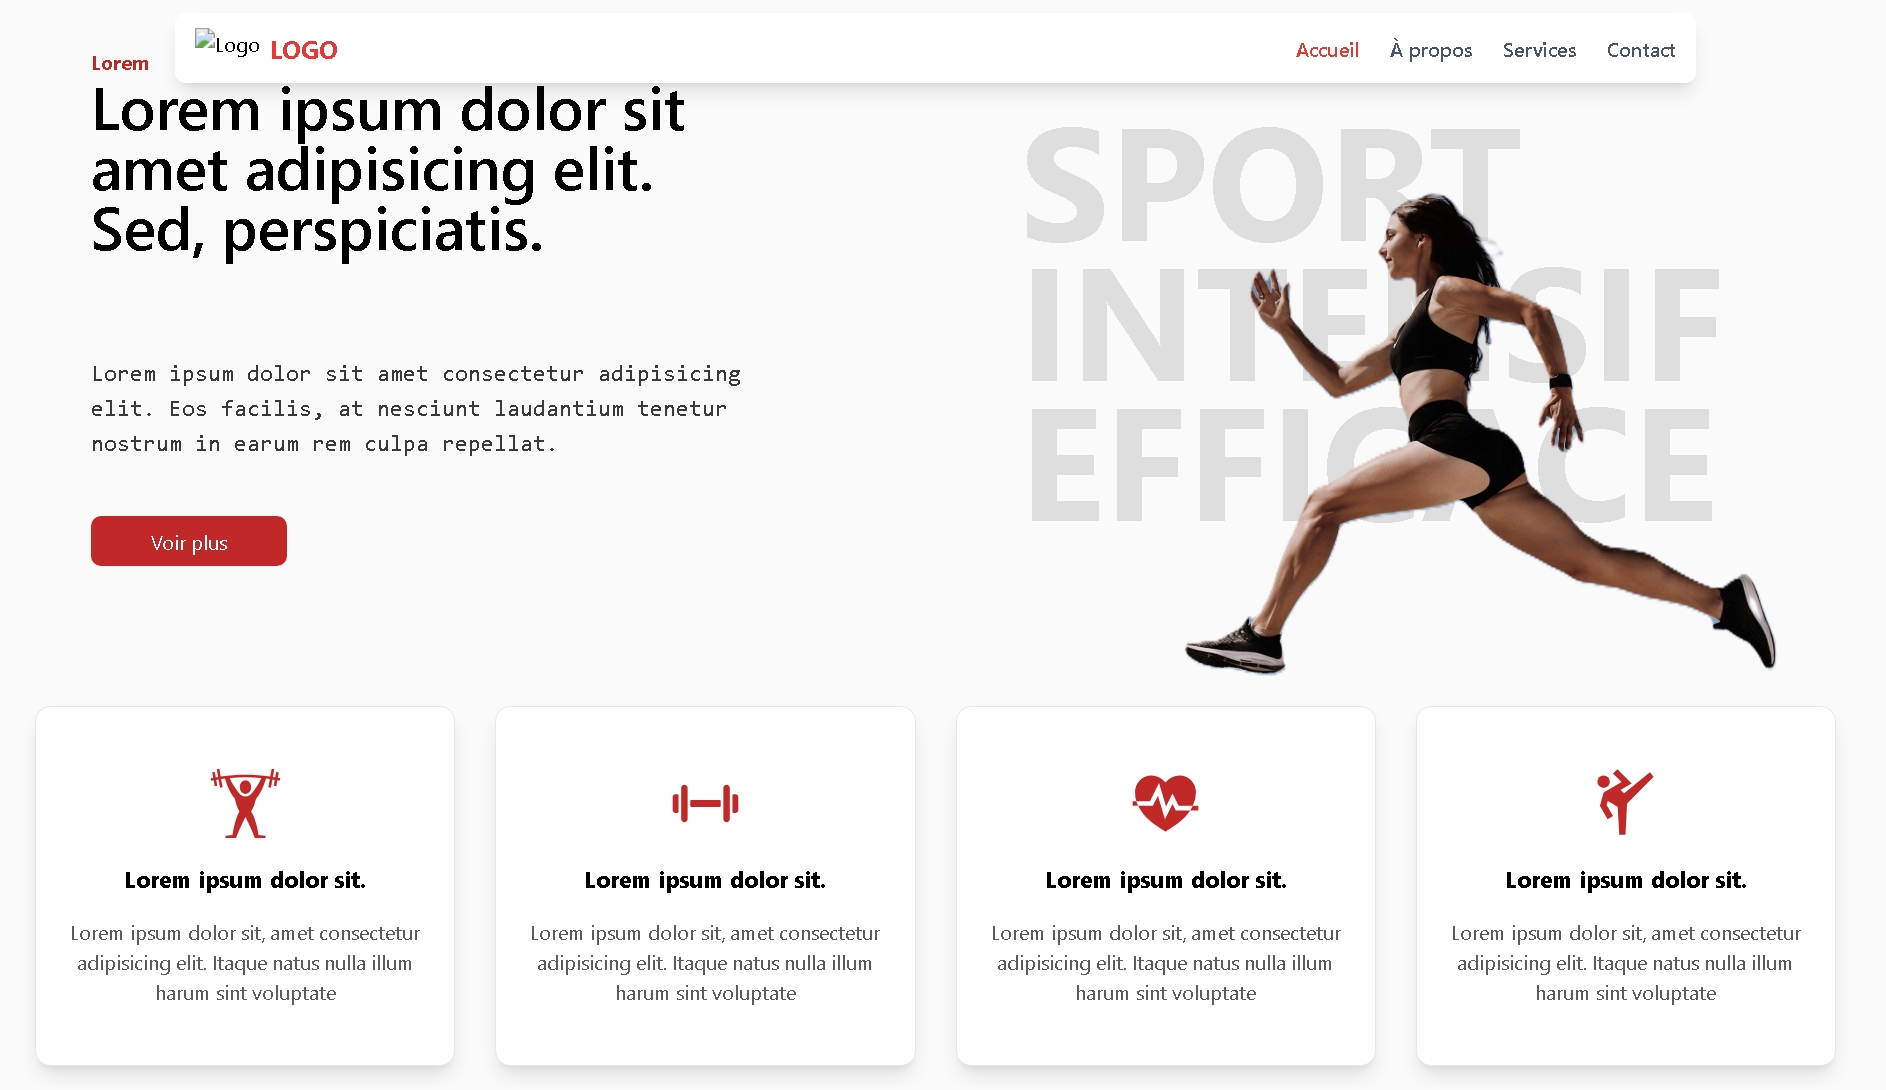 Logo LOGO
Accueil À propos Services Contact
Lorem
Lorem ipsum dolor sit
amet adipisicing elit.
Sed, perspiciatis.
Lorem ipsum dolor sit amet consectetur adipisicing
elit. Eos facilis, at nesciunt laudantium tenetur
nostrum in earum rem culpa repellat.
Voir plus
SPORT
INTENSIF
EFFICACE
Lorem ipsum dolor sit.
Lorem ipsum dolor sit, amet consectetur
adipisicing elit. Itaque natus nulla illum
harum sint voluptate
Lorem ipsum dolor sit.
Lorem ipsum dolor sit, amet consectetur
adipisicing elit. Itaque natus nulla illum
harum sint voluptate
Lorem ipsum dolor sit.
Lorem ipsum dolor sit, amet consectetur
adipisicing elit. Itaque natus nulla illum
harum sint voluptate
Lorem ipsum dolor sit.
Lorem ipsum dolor sit, amet consectetur
adipisicing elit. Itaque natus nulla illum
harum sint voluptate